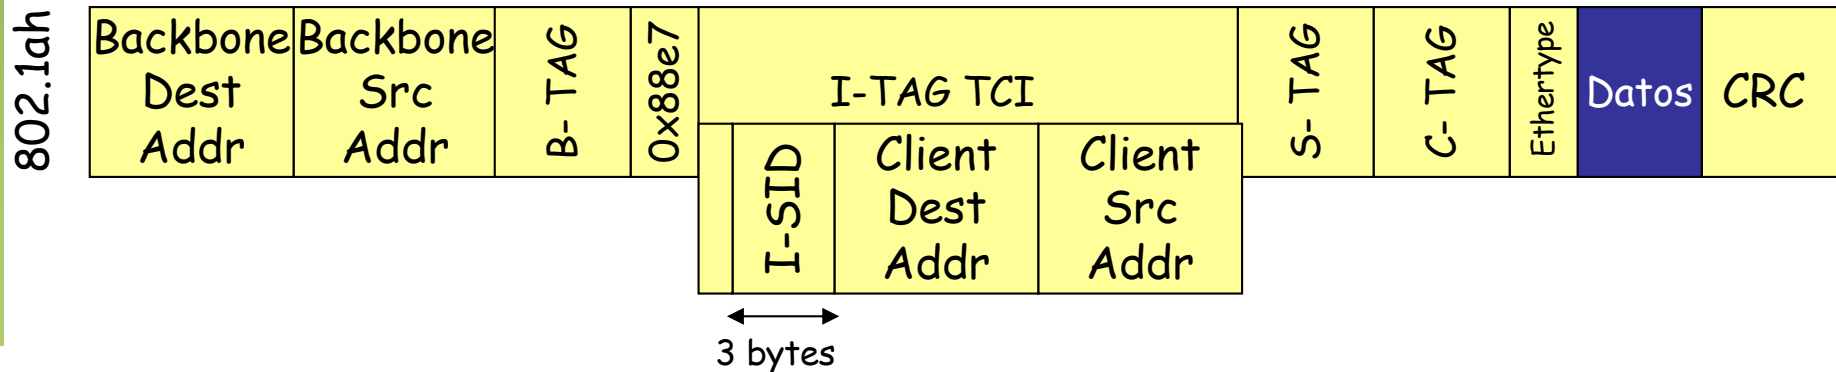 802.1ah
Backbone
Dest
Addr
Backbone
Src
Addr
B- TAG
0x88e7
I-TAG TCI
I-SID
Client
Dest
Addr
Client
Src
Addr
S- TAG
C- TAG
Ethertype
Datos
CRC
3 bytes